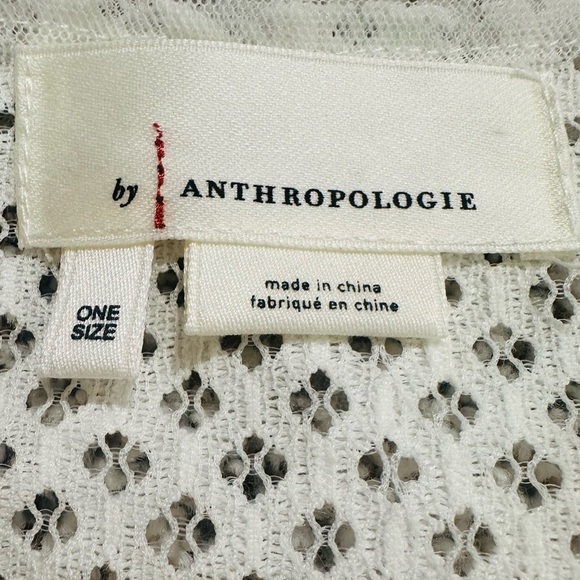 by ANTHROPOLOGIE
ONE
SIZE
made in china
fabriqué en chine